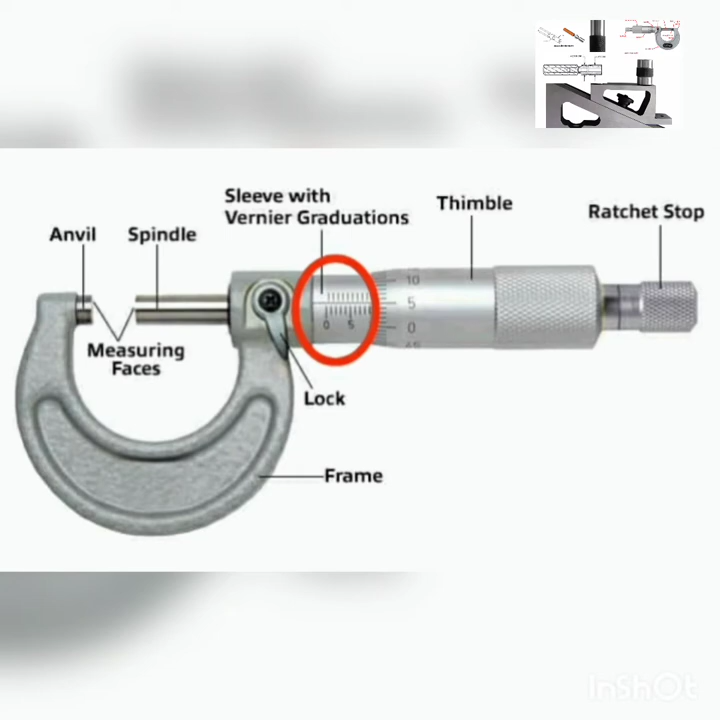 Sleeve with
Vernier Graduations
Thimble
Ratchet Stop
Anvil
Spindle
10
5
0
0 5
Measuring
Faces
Lock
Frame
InShOt